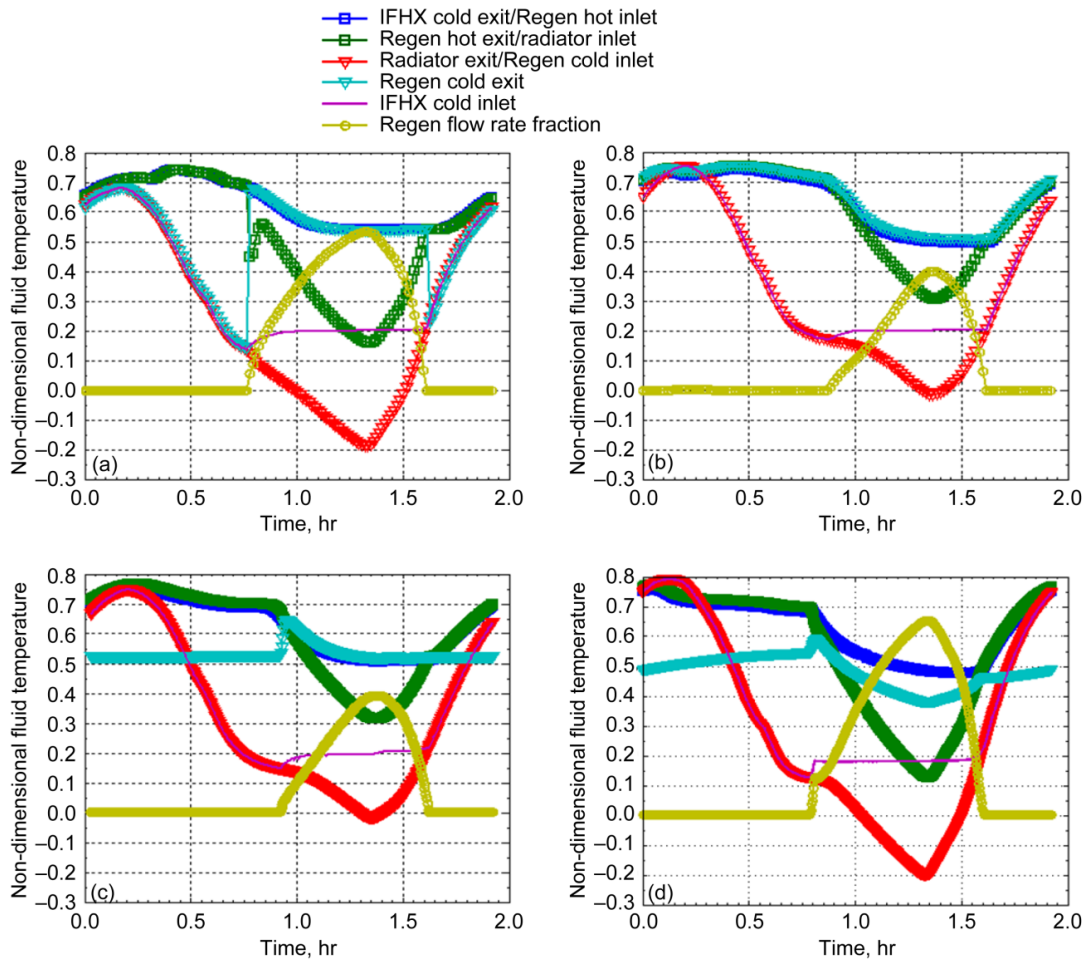 IFHX cold exit/Regen hot inlet
Regen hot exit/radiator inlet
Radiator exit/Regen cold inlet
Regen cold exit
IFHX cold inlet
Regen flow rate fraction
Non-dimensional fluid temperature
0.8
0.7
0.6
0.5
0.4
0.3
0.2
0.1
0.0
–0.1
–0.2
–0.3
(a)
0.0 0.5 1.0 1.5 2.0
Time, hr
Non-dimensional fluid temperature
0.8
0.7
0.6
0.5
0.4
0.3
0.2
0.1
0.0
–0.1
–0.2
–0.3
(b)
0.0 0.5 1.0 1.5 2.0
Time, hr
Non-dimensional fluid temperature
0.8
0.7
0.6
0.5
0.4
0.3
0.2
0.1
0.0
–0.1
–0.2
–0.3
(c)
0.0 0.5 1.0 1.5 2.0
Time, hr
Non-dimensional fluid temperature
0.8
0.7
0.6
0.5
0.4
0.3
0.2
0.1
0.0
–0.1
–0.2
–0.3
(d)
0.0 0.5 1.0 1.5 2.0
Time, hr